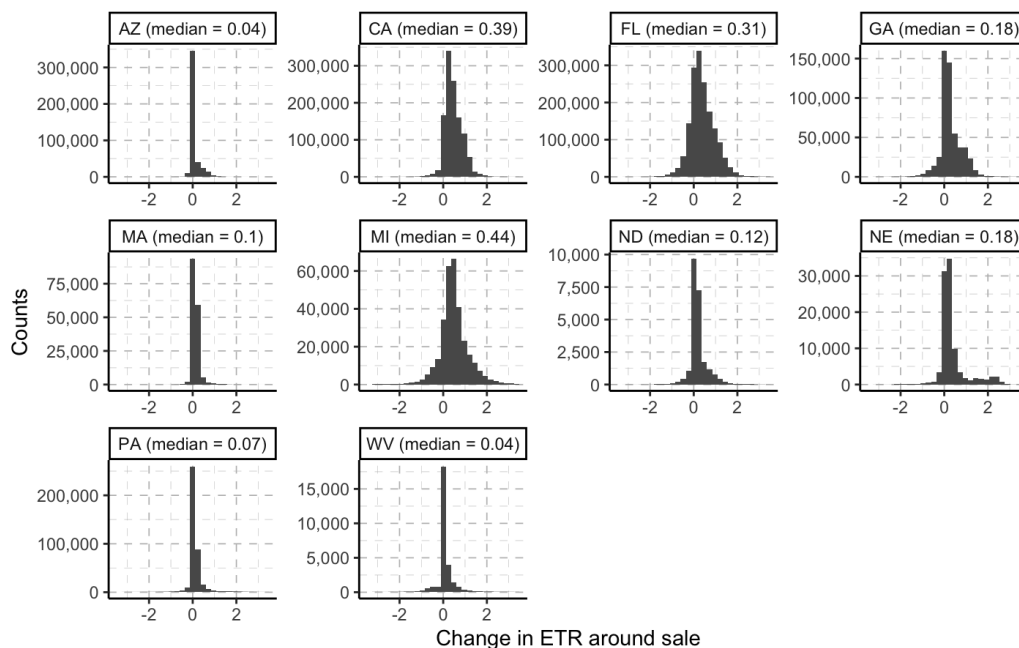 AZ (median = 0.04)
CA (median = 0.39)
FL (median = 0.31)
GA (median = 0.18)
300,000
200,000
100,000
0
-2 0 2
300,000
200,000
100,000
0
-2 0 2
300,000
200,000
100,000
0
-2 0 2
150,000
100,000
50,000
0
-2 0 2
MA (median = 0.1)
MI (median = 0.44)
ND (median = 0.12)
NE (median = 0.18)
75,000
50,000
25,000
0
-2 0 2
60,000
40,000
20,000
0
-2 0 2
10,000
7,500
5,000
2,500
0
-2 0 2
30,000
20,000
10,000
0
-2 0 2
PA (median = 0.07)
WV (median = 0.04)
200,000
100,000
0
-2 0 2
15,000
10,000
5,000
0
-2 0 2
Counts
Change in ETR around sale